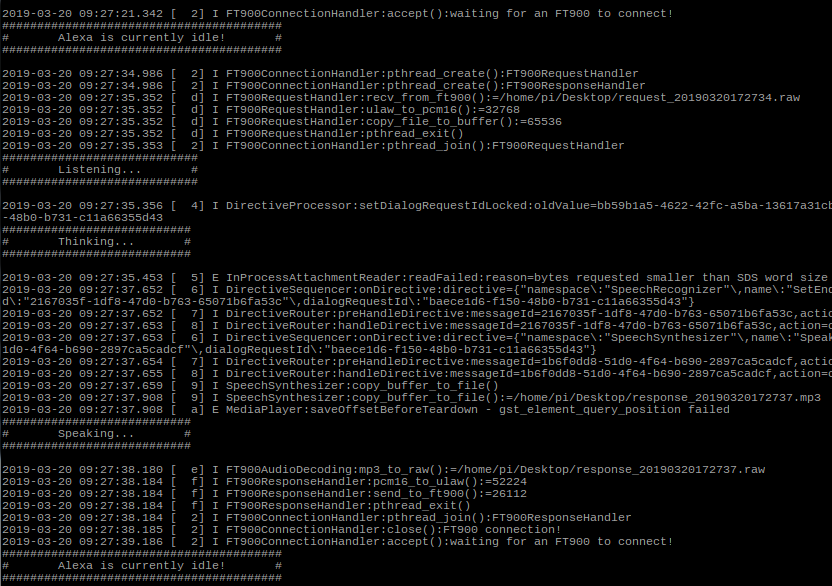 2019-03-20 09:27:21.342 [  2] I FT900ConnectionHandler:accept():waiting for an FT900 to connect!
########################################
#       Alexa is currently idle!       #
########################################
2019-03-20 09:27:34.986 [  2] I FT900ConnectionHandler:pthread_create():FT900RequestHandler
2019-03-20 09:27:34.986 [  2] I FT900ConnectionHandler:pthread_create():FT900ResponseHandler
2019-03-20 09:27:35.352 [  d] I FT900RequestHandler:recv_from_ft900():=/home/pi/Desktop/request_20190320172734.raw
2019-03-20 09:27:35.352 [  d] I FT900RequestHandler:ulaw_to_pcm16():=32768
2019-03-20 09:27:35.352 [  d] I FT900RequestHandler:copy_file_to_buffer():=65536
2019-03-20 09:27:35.352 [  d] I FT900RequestHandler:pthread_exit()
2019-03-20 09:27:35.353 [  2] I FT900ConnectionHandler:pthread_join():FT900RequestHandler
############################
#       Listening...       #
############################
2019-03-20 09:27:35.356 [  4] I DirectiveProcessor:setDialogRequestIdLocked:oldValue=bb59b1a5-4622-42fc-a5ba-13617a31cb
-48b0-b731-c11a66355d43
###########################
#       Thinking...       #
###########################
2019-03-20 09:27:35.453 [  5] E InProcessAttachmentReader:readFailed:reason=bytes requested smaller than SDS word size
2019-03-20 09:27:37.652 [  6] I DirectiveSequencer:onDirective:directive={"namespace\":"SpeechRecognizer"\,name\:"SetEnd
d\:"2167035f-1df8-47d0-b763-65071b6fa53c"\,dialogRequestId\:"baece1d6-f150-48b0-b731-c11a66355d43"}
2019-03-20 09:27:37.652 [  7] I DirectiveRouter:preHandleDirective:messageId=2167035f-1df8-47d0-b763-65071b6fa53c,actio
2019-03-20 09:27:37.653 [  8] I DirectiveRouter:handleDirective:messageId=2167035f-1df8-47d0-b763-65071b6fa53c,action=c
2019-03-20 09:27:37.653 [  6] I DirectiveSequencer:onDirective:directive={"namespace\":"SpeechSynthesizer"\,name\:"Speak
1d0-4f64-b690-2897ca5cadcf"\,dialogRequestId\:"baece1d6-f150-48b0-b731-c11a66355d43"}
2019-03-20 09:27:37.654 [  7] I DirectiveRouter:preHandleDirective:messageId=1b6f0dd8-51d0-4f64-b690-2897ca5cadcf,actio
2019-03-20 09:27:37.655 [  8] I DirectiveRouter:handleDirective:messageId=1b6f0dd8-51d0-4f64-b690-2897ca5cadcf,action=c
2019-03-20 09:27:37.659 [  9] I SpeechSynthesizer:copy_buffer_to_file()
2019-03-20 09:27:37.908 [  9] I SpeechSynthesizer:copy_buffer_to_file():=/home/pi/Desktop/response_20190320172737.mp3
2019-03-20 09:27:37.908 [  a] E MediaPlayer:saveOffsetBeforeTeardown - gst_element_query_position failed
###########################
#       Speaking...       #
###########################
2019-03-20 09:27:38.180 [  e] I FT900AudioDecoding:mp3_to_raw():=/home/pi/Desktop/response_20190320172737.raw
2019-03-20 09:27:38.184 [  f] I FT900ResponseHandler:pcm16_to_ulaw():=52224
2019-03-20 09:27:38.184 [  f] I FT900ResponseHandler:send_to_ft900():=26112
2019-03-20 09:27:38.184 [  f] I FT900ResponseHandler:pthread_exit()
2019-03-20 09:27:38.184 [  2] I FT900ConnectionHandler:pthread_join():FT900ResponseHandler
2019-03-20 09:27:38.185 [  2] I FT900ConnectionHandler:close():FT900 connection!
2019-03-20 09:27:39.186 [  2] I FT900ConnectionHandler:accept():waiting for an FT900 to connect!
########################################
#       Alexa is currently idle!       #
########################################